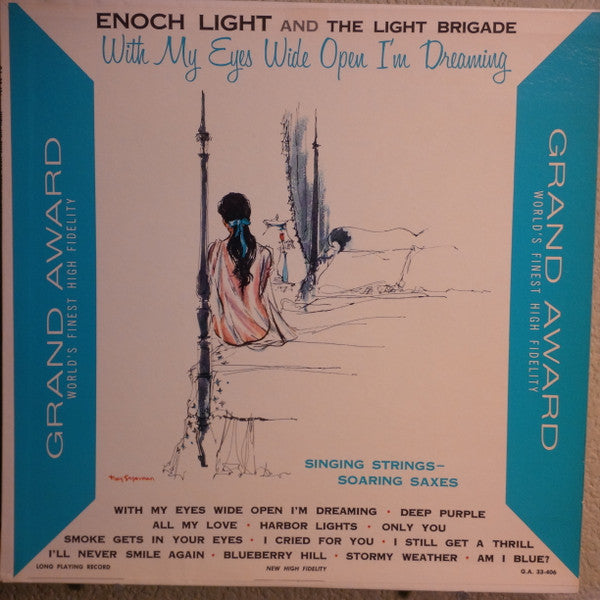 ENOCH LIGHT AND THE LIGHT BRIGADE
With My Eyes Wide Open I'm Dreaming
GRAND AWARD
WORLD'S FINEST HIGH FIDELITY
GRAND AWARD
WORLD'S FINEST HIGH FIDELITY
SINGING STRINGS—
SOARING SAXES
WITH MY EYES WIDE OPEN I'M DREAMING • DEEP PURPLE
ALL MY LOVE • HARBOR LIGHTS • ONLY YOU
SMOKE GETS IN YOUR EYES • I CRIED FOR YOU • I STILL GET A THRILL
I'LL NEVER SMILE AGAIN • BLUEBERRY HILL • STORMY WEATHER • AM I BLUE?
LONG PLAYING RECORD NEW HIGH FIDELITY G.A. 33-406